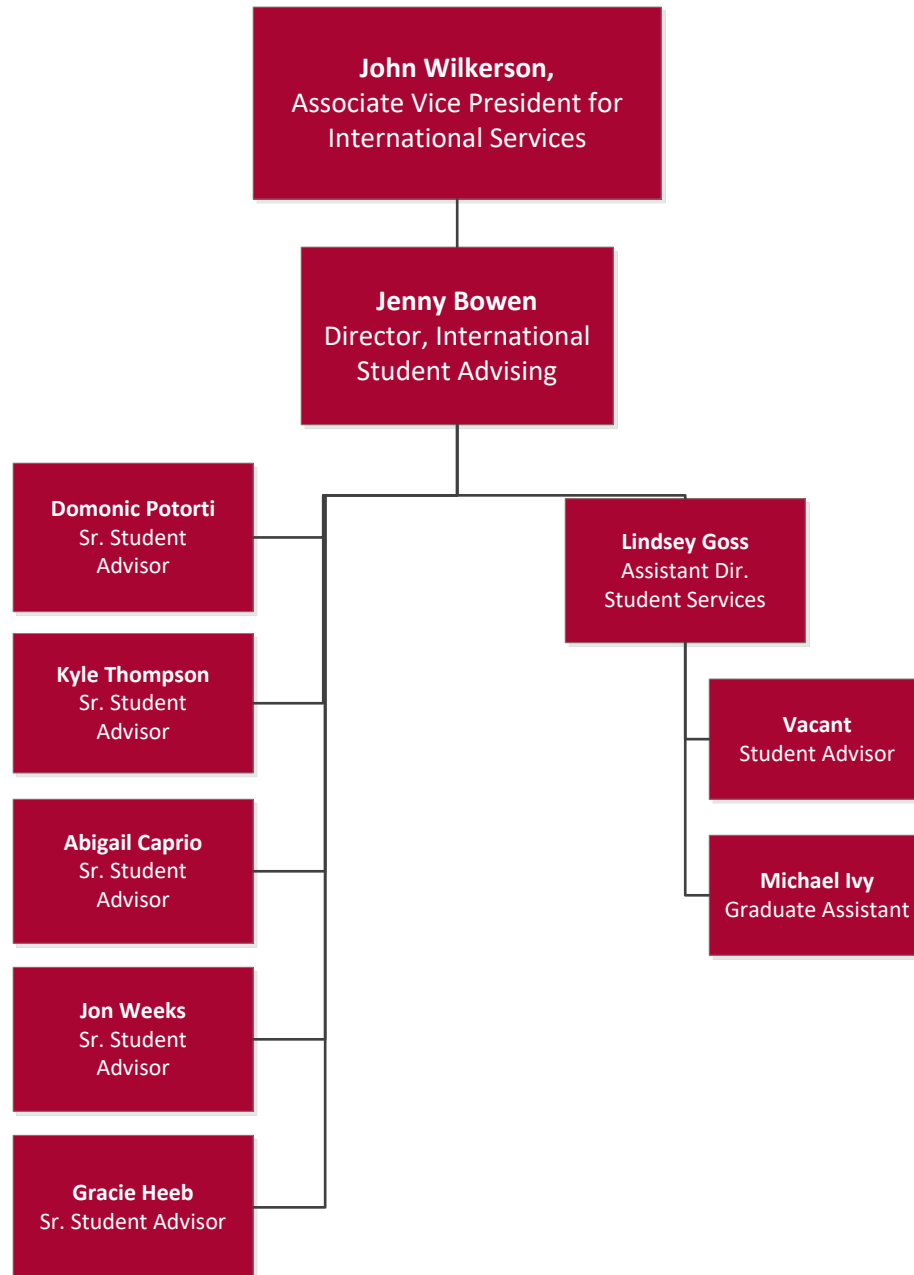 John Wilkerson,
Associate Vice President for
International Services
Jenny Bowen
Director, International
Student Advising
Domonic Potorti
Sr. Student
Advisor
Kyle Thompson
Sr. Student
Advisor
Abigail Caprio
Sr. Student
Advisor
Jon Weeks
Sr. Student
Advisor
Gracie Heeb
Sr. Student Advisor
Lindsey Goss
Assistant Dir.
Student Services
Vacant
Student Advisor
Michael Ivy
Graduate Assistant